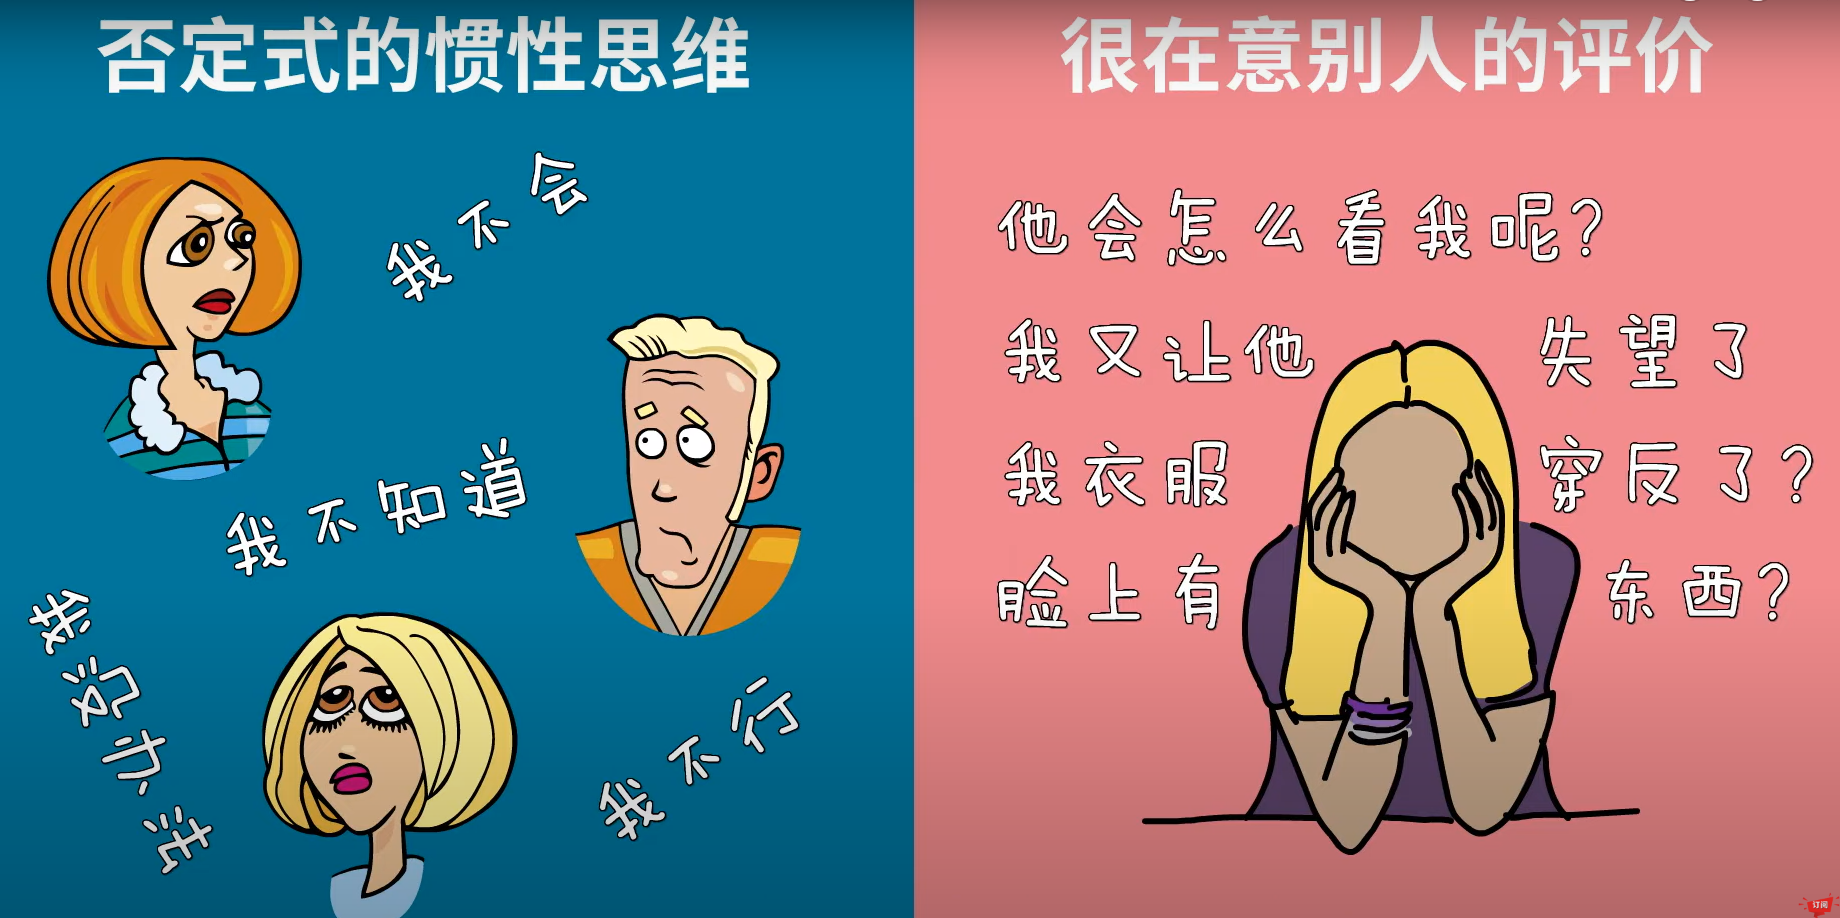 否定式的惯性思维
我不会
我不知道
我没办法
我不行
很在意别人的评价
他会怎么看我呢?
我又让他失望了
我衣服穿反了?
脸上有东西?
订阅